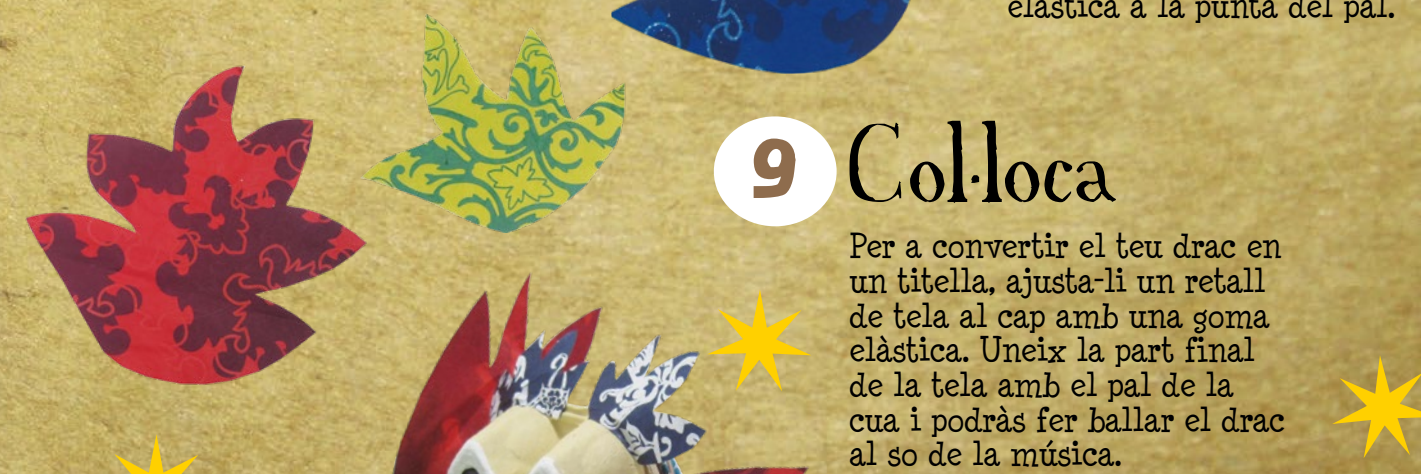 elàstica a la punta del pal.
9 Col·loca
Per a convertir el teu drac en
un titella, ajusta-li un retall
de tela al cap amb una goma
elàstica. Uneix la part final
de la tela amb el pal de la
cua i podràs fer ballar el drac
al so de la música.